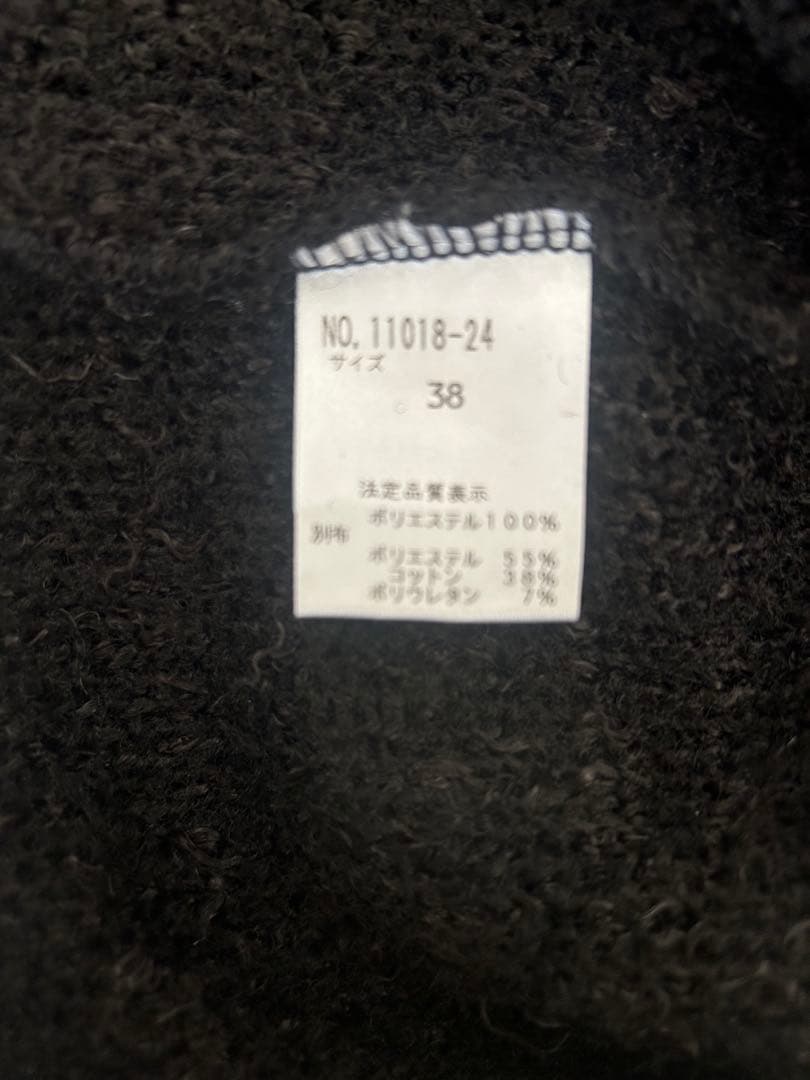 NO. 11018-24
サイズ
38
法定品質表示
ポリエステル100%
別布
ポリエステル 55%
コットン 38%
ポリウレタン 7%